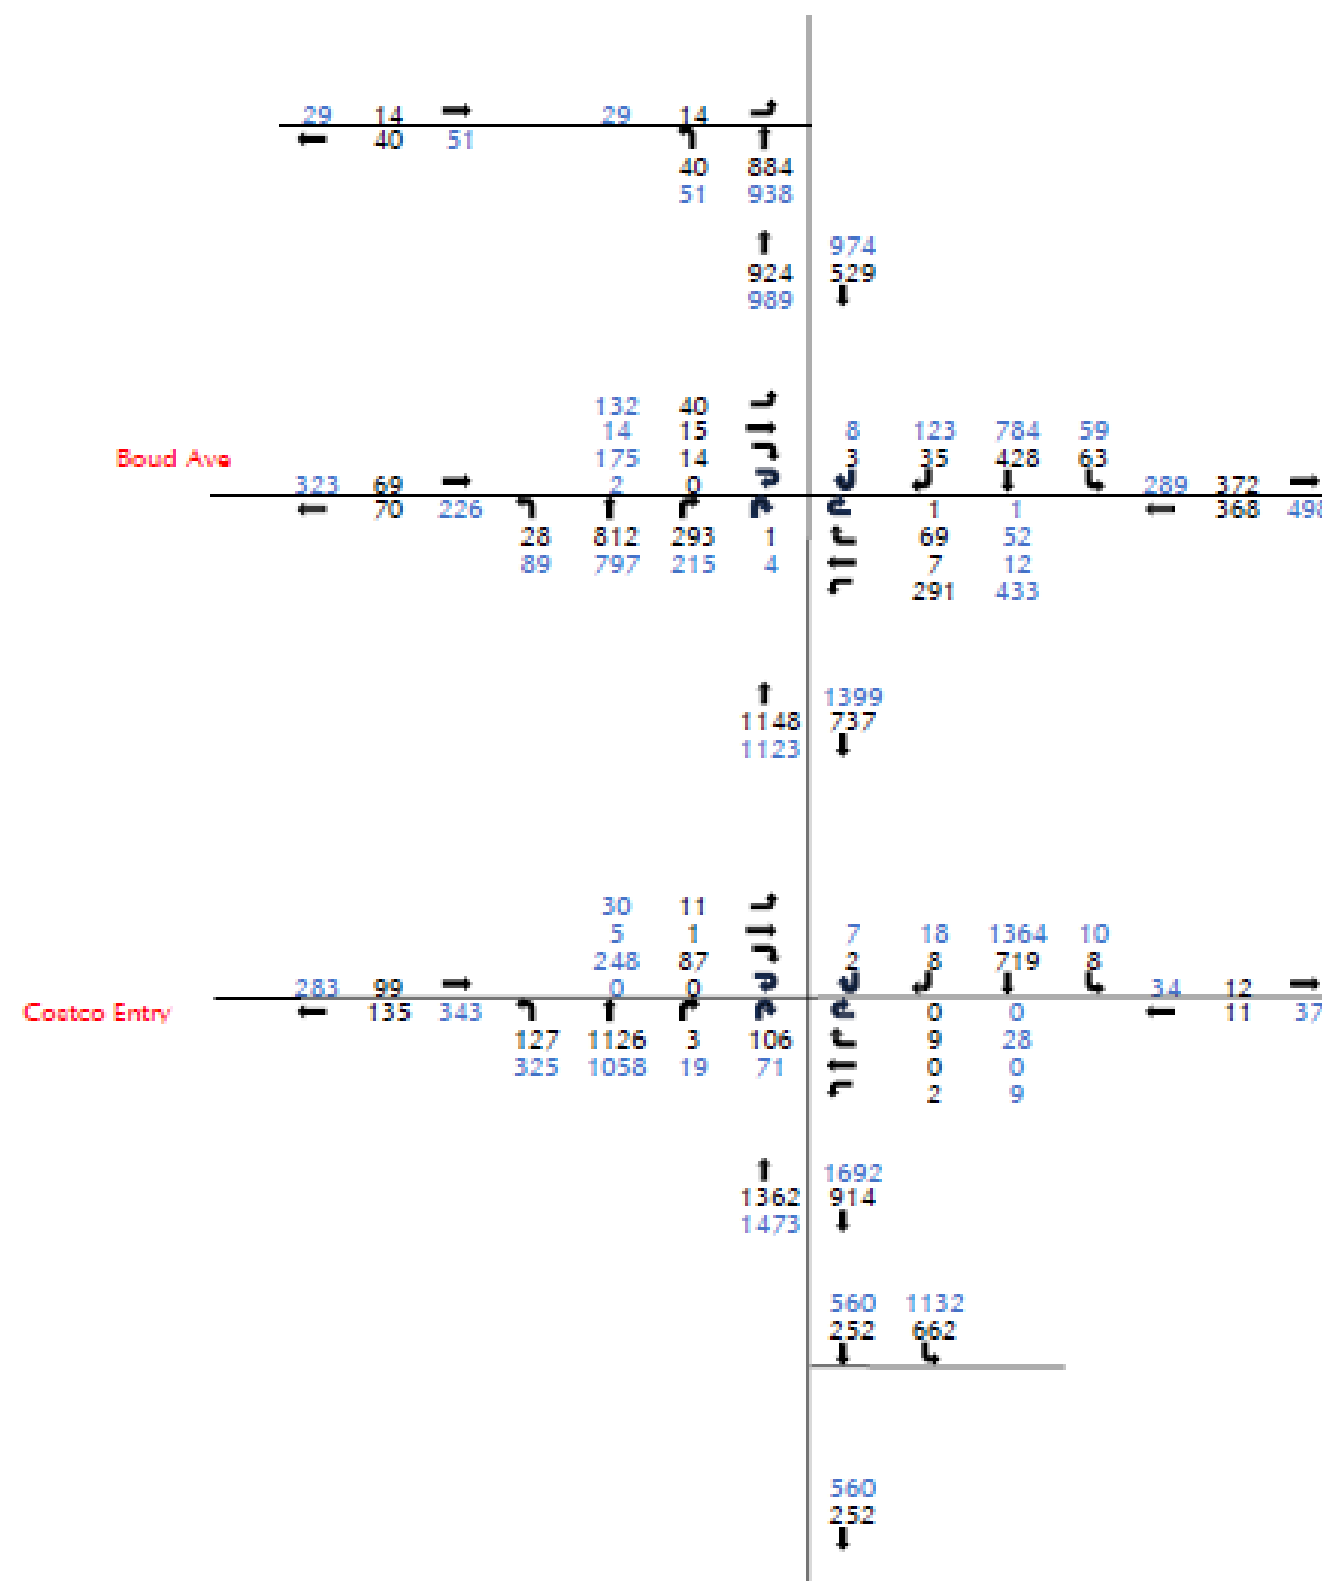 29 14 29 14
40 51
40 884
51 938
974
924 529
989
132 40
14 15 8 123 784 59
Boud Ave 175 14 3 35 428 63
323 69 2 0 289 372
70 226 1 1 368 498
28 812 293 1 69 52
89 797 215 4 7 12
291 433
1399
1148 737
1123
30 11
5 1 7 18 1364 10
248 87 2 8 719 8
283 99 0 0 34 12
Costco Entry 135 343 0 0 11 37
127 1126 3 106 9 28
325 1058 19 71 0 0
2 9
1692
1362 914
1473
560 1132
252 662
560
252